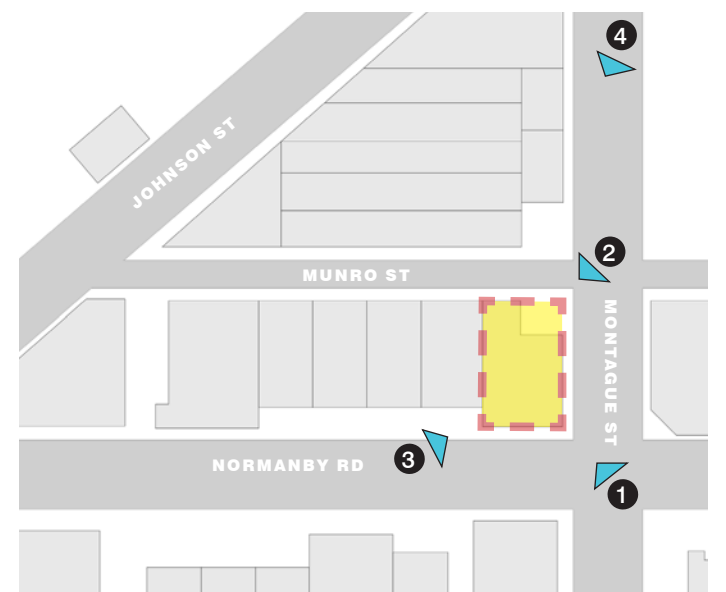 4
JOHNSON ST
2
MUNRO ST
MONTAGUE ST
3
NORMANBY RD
1